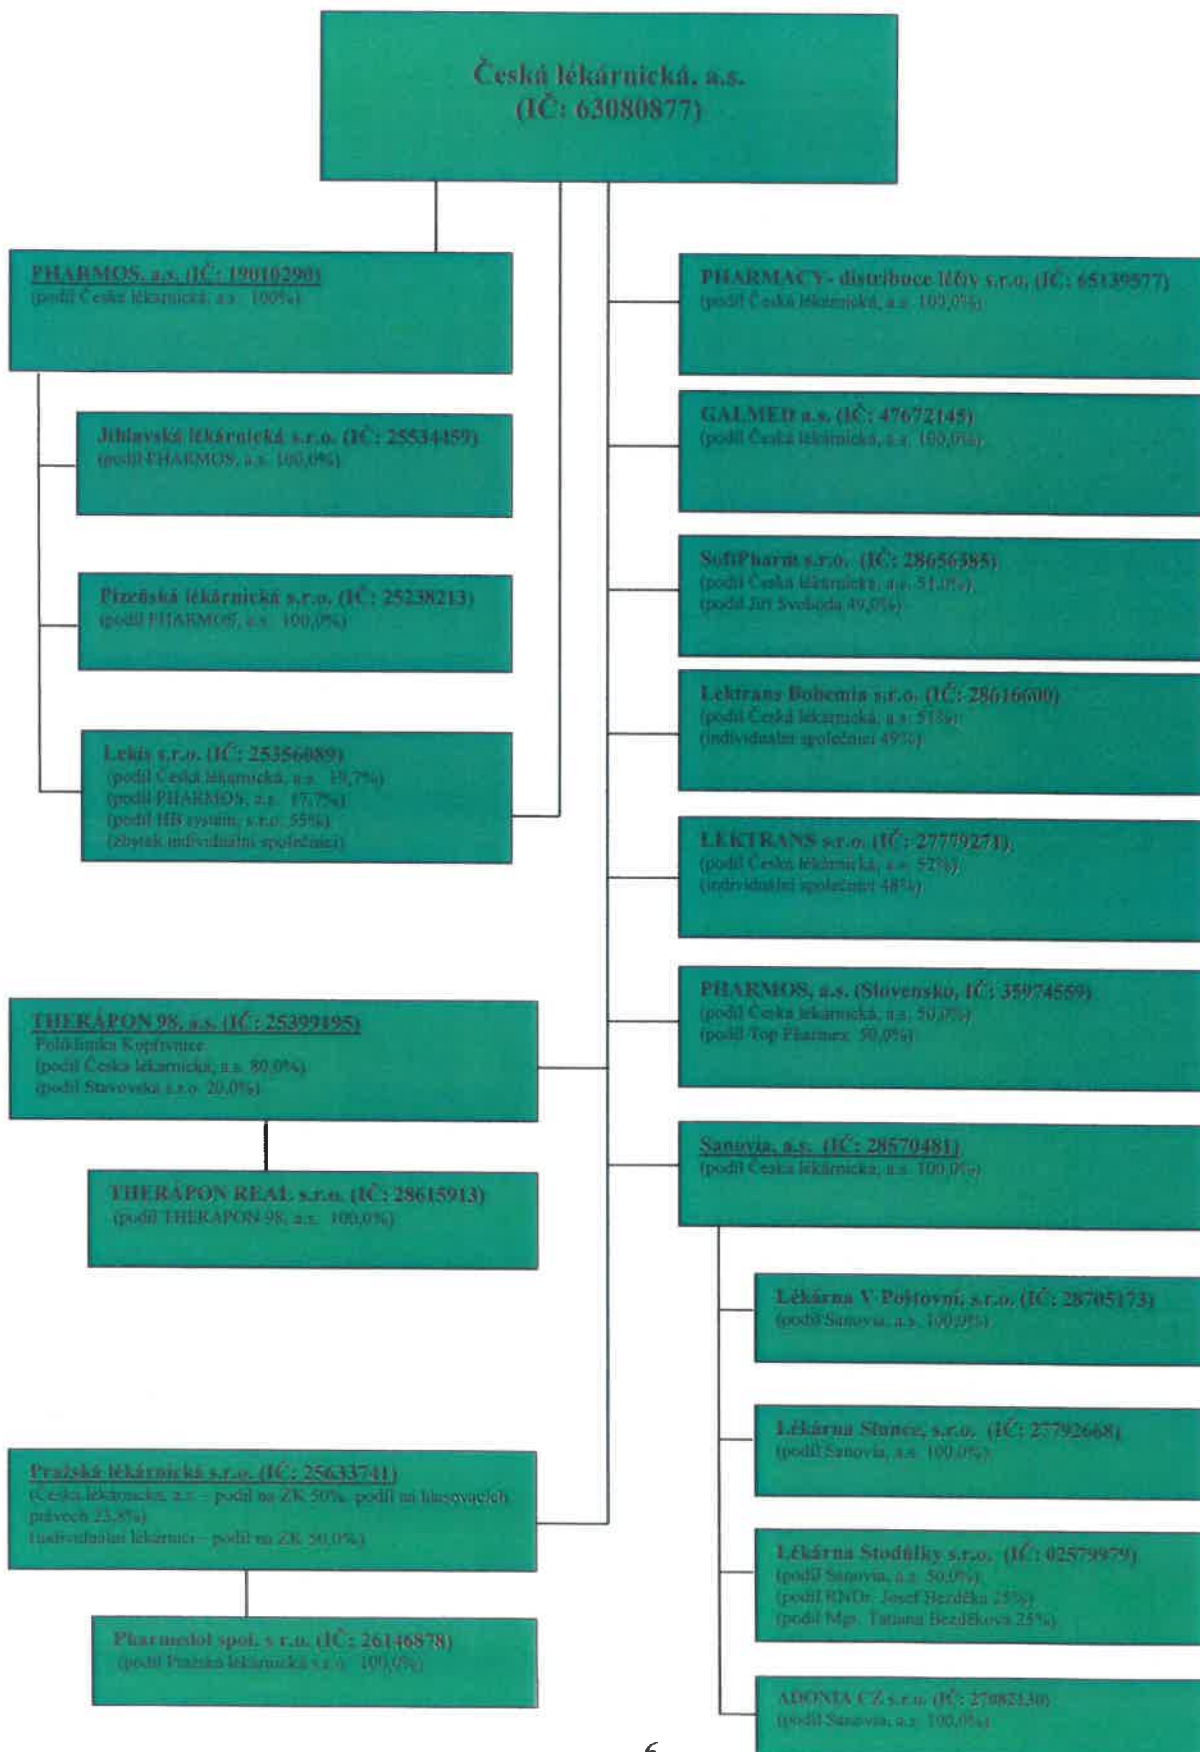 Česká lékárnická, a.s.
(IČ: 63080877)
PHARMOS, a.s. (IČ: 19010290)
(podíl Česká lékárnická, a.s. 100%)
Jihlavská lékárnická s.r.o. (IČ: 25534459)
(podíl PHARMOS, a.s. 100,0%)
Plzeňská lékárnická s.r.o. (IČ: 25238213)
(podíl PHARMOS, a.s. 100,0%)
Lekis s.r.o. (IČ: 25356089)
(podíl Česká lékárnická, a.s. 19,7%)
(podíl PHARMOS, a.s. 17,7%)
(podíl HB systém, s.r.o. 55%)
(zbytek individuální společníci)
THERÁPON 98, a.s. (IČ: 25399195)
Poliklinika Kopřivnice
(podíl Česká lékárnická, a.s. 80,0%)
(podíl Stavovská s.r.o. 20,0%)
THERÁPON REAL s.r.o. (IČ: 28615913)
(podíl THERÁPON 98, a.s. 100,0%)
Pražská lékárnická s.r.o. (IČ: 25633741)
(Česká lékárnická, a.s. – podíl na ZK 50%, podíl na hlasovacích
právech 23,8%)
(individuální lékárníci – podíl na ZK 50,0%)
Pharmedol spol. s r.o. (IČ: 26146878)
(podíl Pražská lékárnická s.r.o. 100,0%)
PHARMACY- distribuce léčiv s.r.o. (IČ: 65139577)
(podíl Česká lékárnická, a.s. 100,0%)
GALMED a.s. (IČ: 47672145)
(podíl Česká lékárnická, a.s. 100,0%)
SoftPharm s.r.o. (IČ: 28656385)
(podíl Česká lékárnická, a.s. 51,0%)
(podíl Jiří Svoboda 49,0%)
Lektrans Bohemia s.r.o. (IČ: 28616600)
(podíl Česká lékárnická, a.s. 51%)
(individuální společníci 49%)
LEKTRANS s.r.o. (IČ: 27779271)
(podíl Česká lékárnická, a.s. 52%)
(individuální společníci 48%)
PHARMOS, a.s. (Slovensko, IČ: 35974559)
(podíl Česká lékárnická, a.s. 50,0%)
(podíl Top Pharmex 50,0%)
Sanovia, a.s. (IČ: 28570481)
(podíl Česká lékárnická, a.s. 100,0%)
Lékárna V Poštovní, s.r.o. (IČ: 28705173)
(podíl Sanovia, a.s. 100,0%)
Lékárna Slunce, s.r.o. (IČ: 27792668)
(podíl Sanovia, a.s. 100,0%)
Lékárna Stodůlky s.r.o. (IČ: 02579979)
(podíl Sanovia, a.s. 50,0%)
(podíl RNDr. Josef Bezděka 25%)
(podíl Mgr. Tatiana Bezděková 25%)
ADONIA CZ s.r.o. (IČ: 27082130)
(podíl Sanovia, a.s. 100,0%)
6